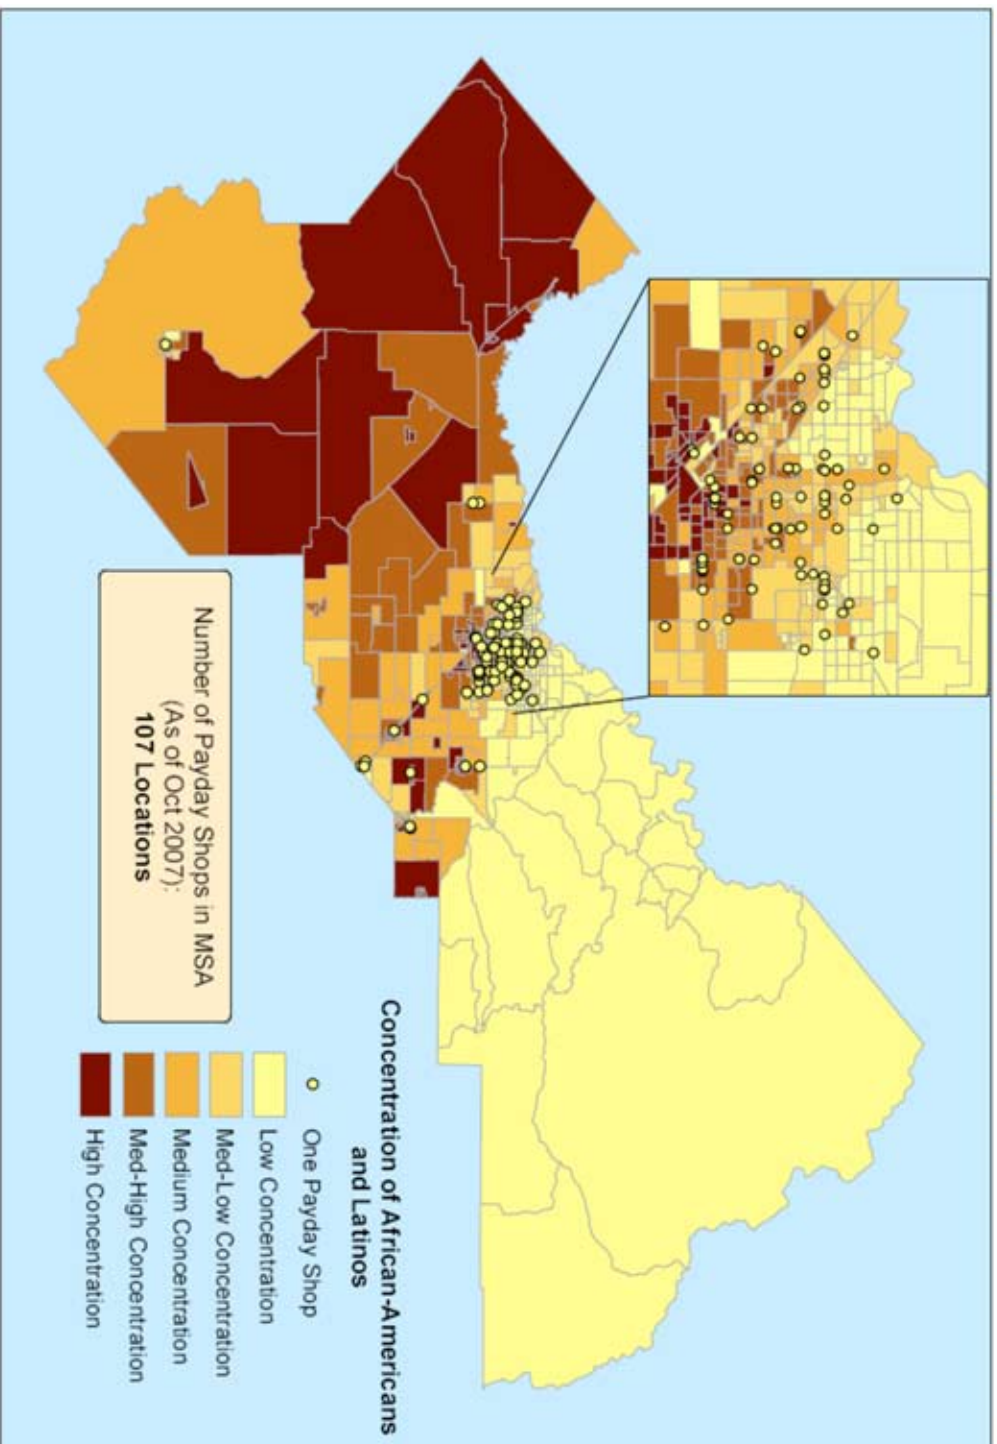 Concentration of African-Americans
and Latinos
One Payday Shop
Low Concentration
Med-Low Concentration
Medium Concentration
Med-High Concentration
High Concentration
Number of Payday Shops in MSA
(As of Oct 2007):
107 Locations